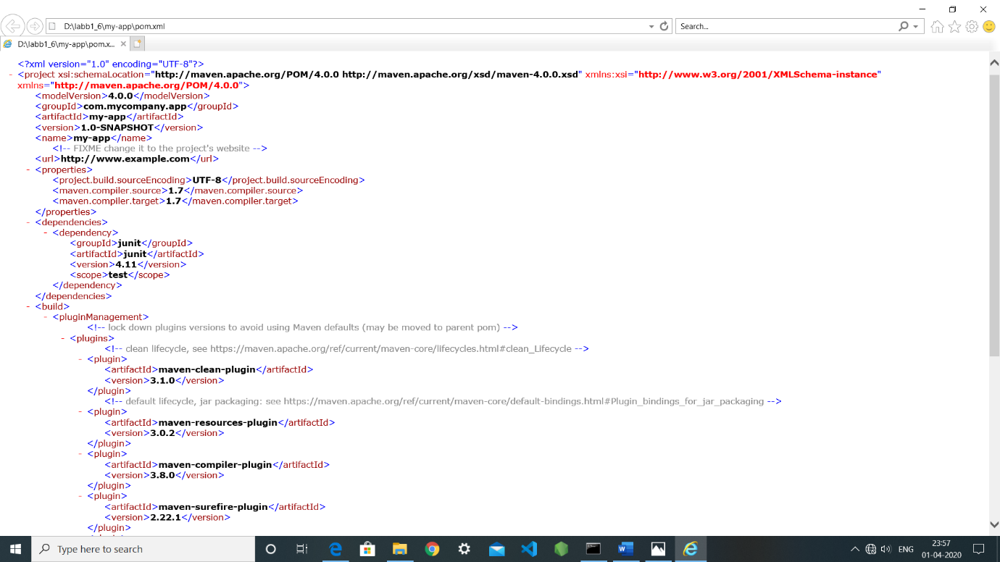 D:\labb1_6\my-app\pom.xml
Search...
D:\labb1_6\my-app\pom.x...
<?xml version="1.0" encoding="UTF-8"?>
- <project xsi:schemaLocation="http://maven.apache.org/POM/4.0.0 http://maven.apache.org/xsd/maven-4.0.0.xsd" xmlns:xsi="http://www.w3.org/2001/XMLSchema-instance"
xmlns="http://maven.apache.org/POM/4.0.0">
<modelVersion>4.0.0</modelVersion>
<groupId>com.mycompany.app</groupId>
<artifactId>my-app</artifactId>
<version>1.0-SNAPSHOT</version>
<name>my-app</name>
<!-- FIXME change it to the project's website -->
<url>http://www.example.com</url>
- <properties>
<project.build.sourceEncoding>UTF-8</project.build.sourceEncoding>
<maven.compiler.source>1.7</maven.compiler.source>
<maven.compiler.target>1.7</maven.compiler.target>
</properties>
- <dependencies>
- <dependency>
<groupId>junit</groupId>
<artifactId>junit</artifactId>
<version>4.11</version>
<scope>test</scope>
</dependency>
</dependencies>
- <build>
- <pluginManagement>
<!-- lock down plugins versions to avoid using Maven defaults (may be moved to parent pom) -->
- <plugins>
<!-- clean lifecycle, see https://maven.apache.org/ref/current/maven-core/lifecycles.html#clean_Lifecycle -->
- <plugin>
<artifactId>maven-clean-plugin</artifactId>
<version>3.1.0</version>
</plugin>
<!-- default lifecycle, jar packaging: see https://maven.apache.org/ref/current/maven-core/default-bindings.html#Plugin_bindings_for_jar_packaging -->
- <plugin>
<artifactId>maven-resources-plugin</artifactId>
<version>3.0.2</version>
</plugin>
- <plugin>
<artifactId>maven-compiler-plugin</artifactId>
<version>3.8.0</version>
</plugin>
- <plugin>
<artifactId>maven-surefire-plugin</artifactId>
<version>2.22.1</version>
</plugin>
Type here to search
ENG
23:57
01-04-2020